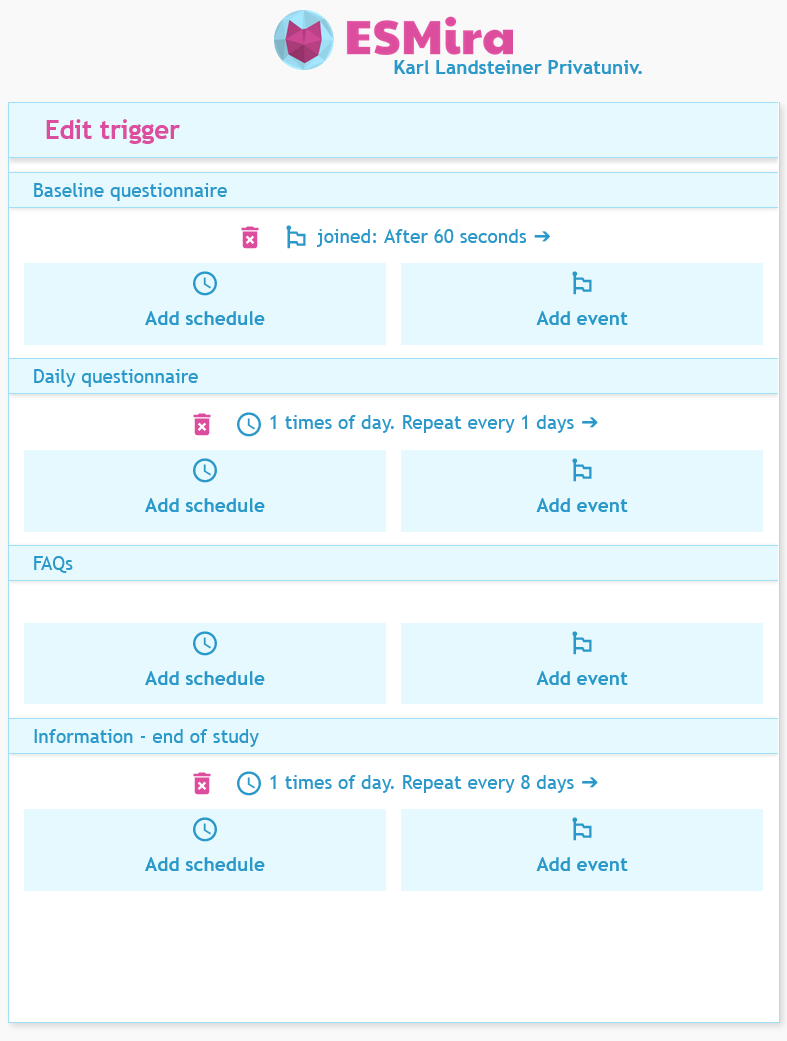 ESMira
Karl Landsteiner Privatuniv.
Edit trigger
Baseline questionnaire
joined: After 60 seconds ➔
Add schedule
Add event
Daily questionnaire
1 times of day. Repeat every 1 days ➔
Add schedule
Add event
FAQs
Add schedule
Add event
Information - end of study
1 times of day. Repeat every 8 days ➔
Add schedule
Add event